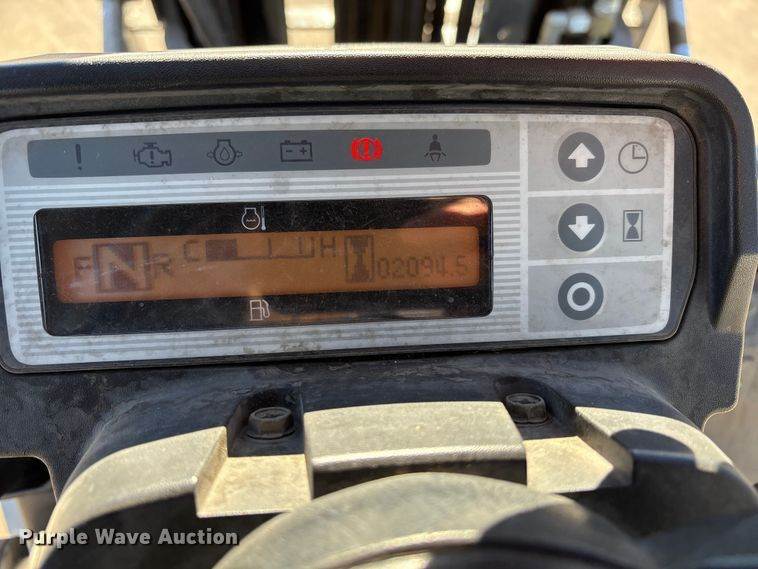 F N R C H 02094.5
Purple Wave Auction